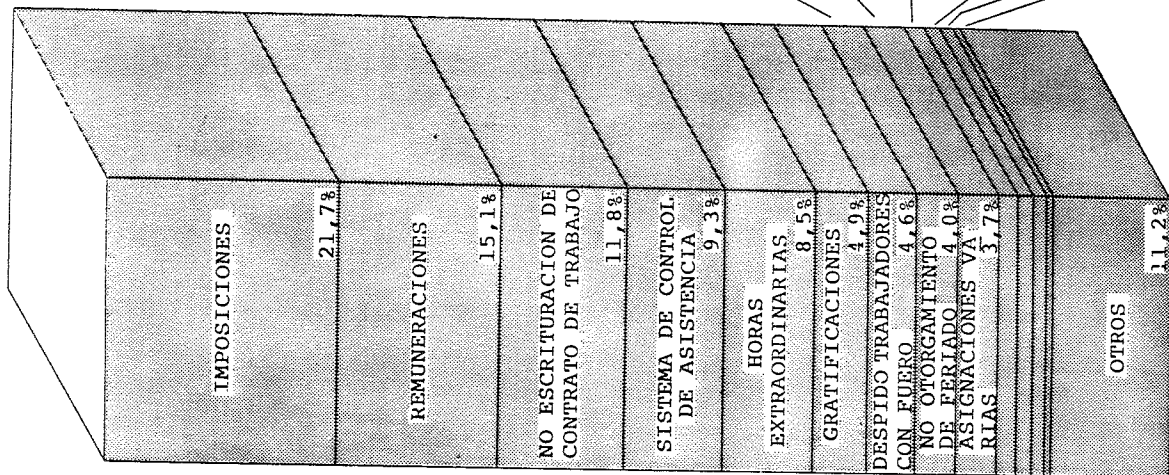 IMPOSICIONES
21,7%
REMUNERACIONES
15,1%
NO ESCRITURACION DE
CONTRATO DE TRABAJO
11,8%
SISTEMA DE CONTROL
DE ASISTENCIA
9,3%
HORAS
EXTRAORDINARIAS
8,5%
GRATIFICACIONES
4,9%
DESPIDO TRABAJADORES
CON FUERO 4,6%
NO OTORGAMIENTO
DE FERIADO 4,0%
ASIGNACIONES VA
RIAS 3,7%
OTROS
11,2%